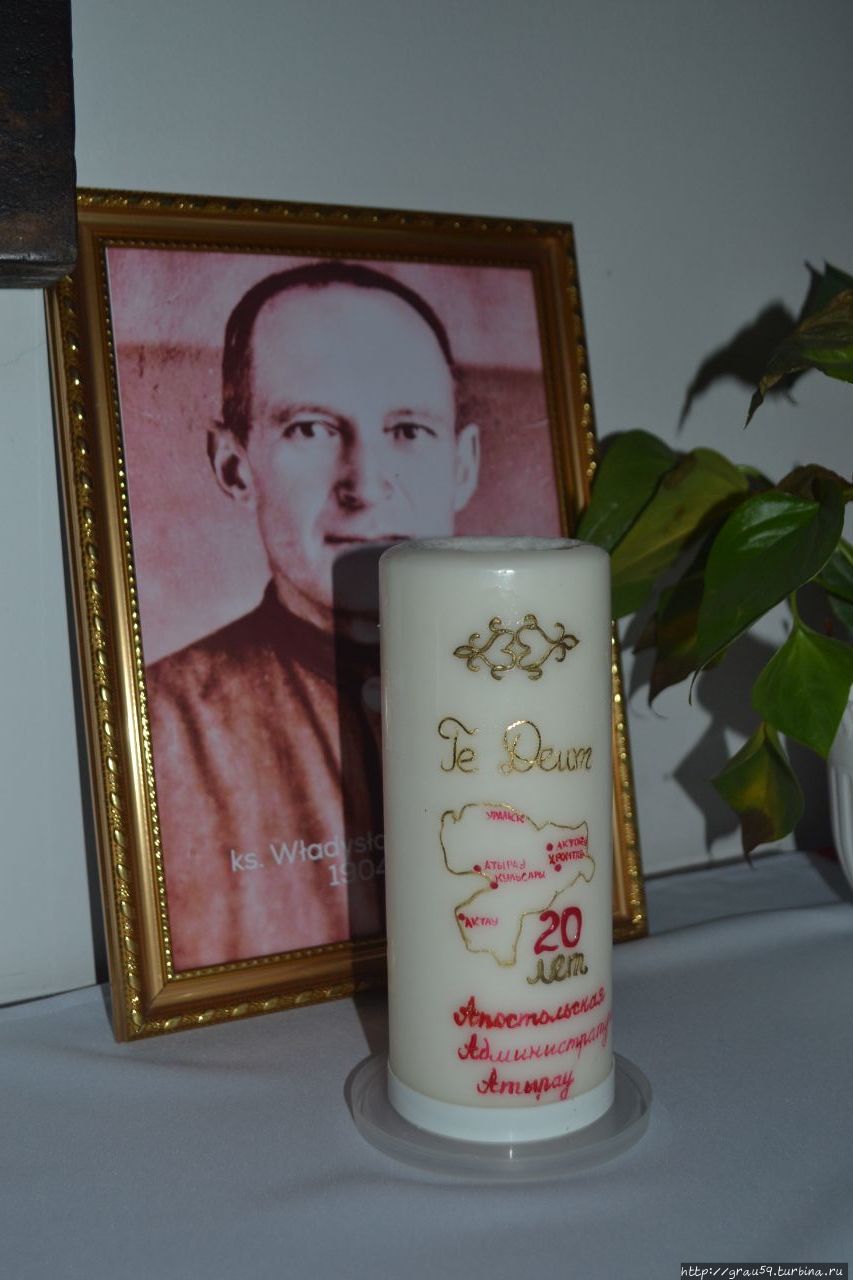 ks. Władysł
1904
Te Deum
УРАЛЬСК
АКТОБЕ
ХРОМТАУ
АТЫРАУ
КУЛЬСАРЫ
АКТАУ
20
лет
Апостольская
Администрату
Атырау
http://grau59.turbina.ru